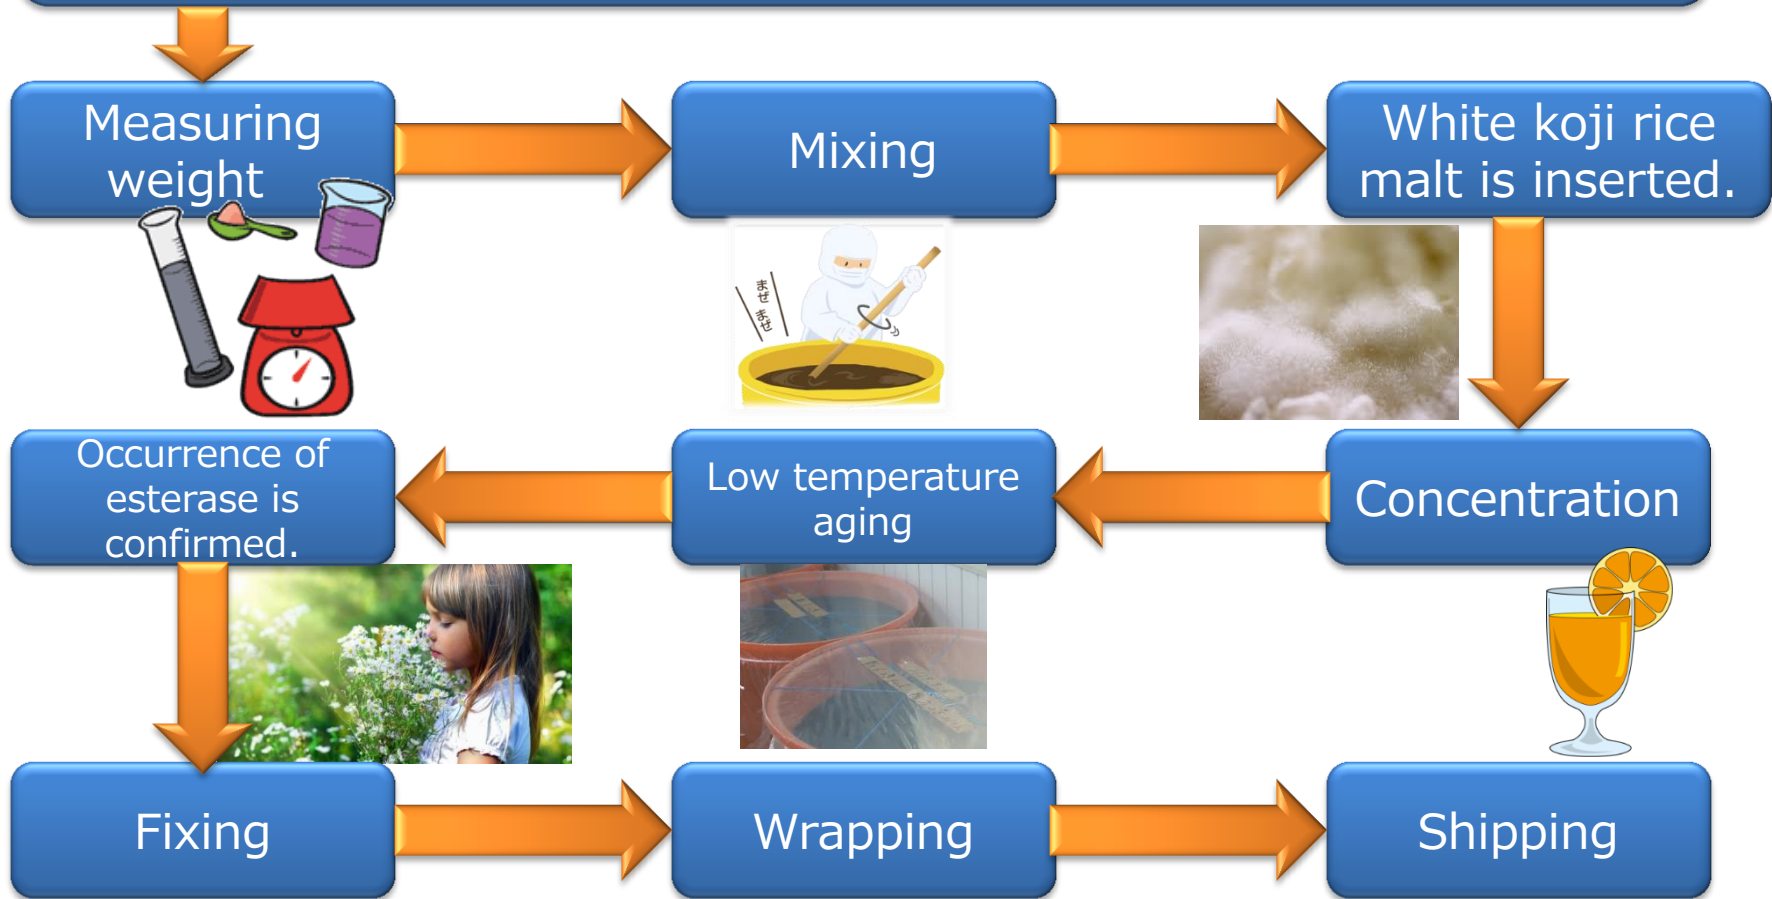 Measuring
weight
Mixing
White koji rice
malt is inserted.
まぜ まぜ
Occurrence of
esterase is
confirmed.
Low temperature
aging
Concentration
Fixing
Wrapping
Shipping